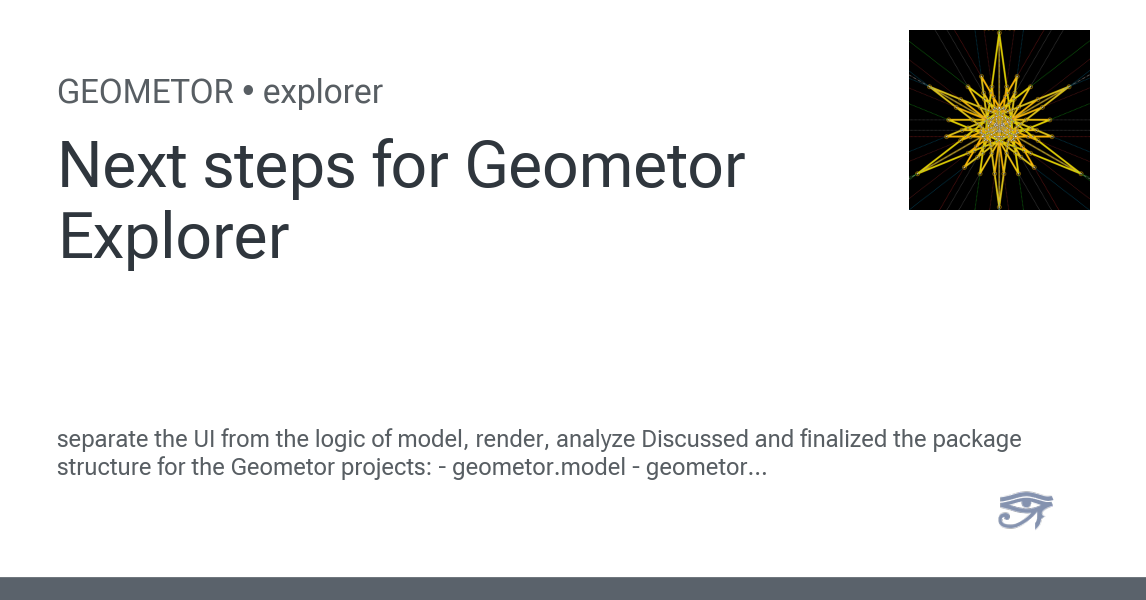 GEOMETOR • explorer
Next steps for Geometor
Explorer
separate the UI from the logic of model, render, analyze Discussed and finalized the package
structure for the Geometor projects: - geometor.model - geometor...